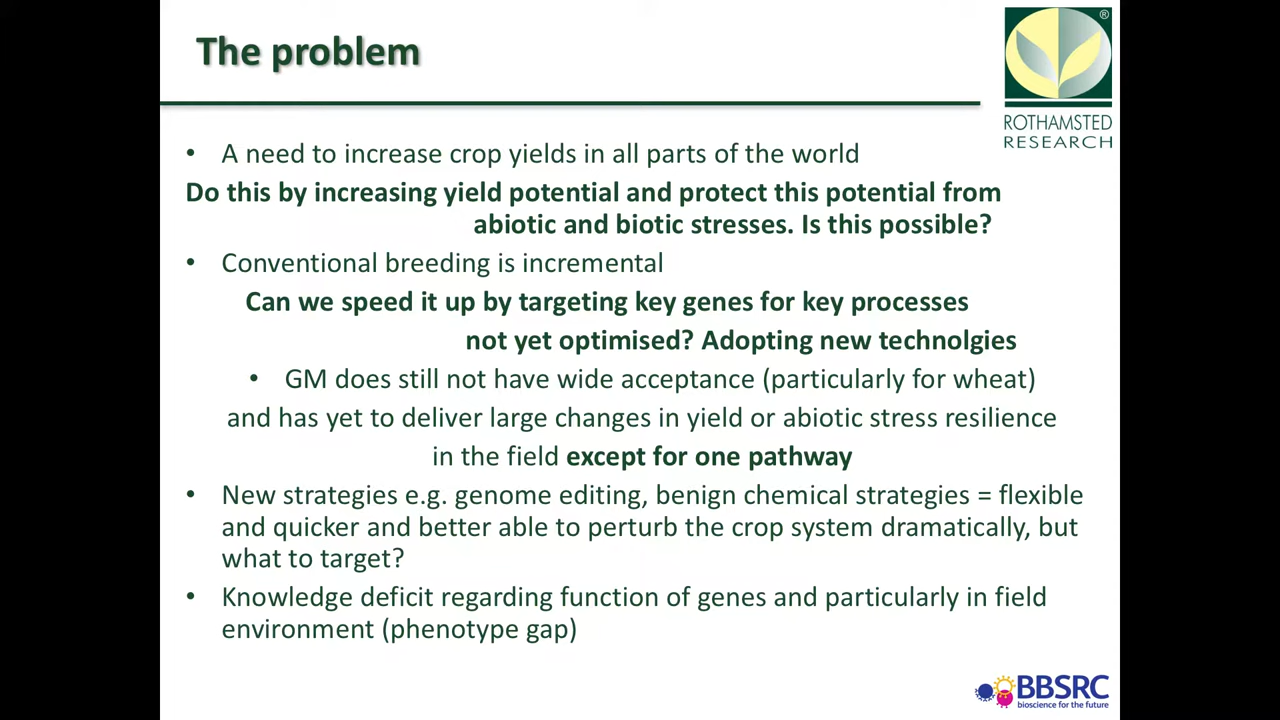 The problem
®
ROTHAMSTED
RESEARCH
• A need to increase crop yields in all parts of the world
Do this by increasing yield potential and protect this potential from
abiotic and biotic stresses. Is this possible?
• Conventional breeding is incremental
Can we speed it up by targeting key genes for key processes
not yet optimised? Adopting new technolgies
• GM does still not have wide acceptance (particularly for wheat)
and has yet to deliver large changes in yield or abiotic stress resilience
in the field except for one pathway
• New strategies e.g. genome editing, benign chemical strategies = flexible
and quicker and better able to perturb the crop system dramatically, but
what to target?
• Knowledge deficit regarding function of genes and particularly in field
environment (phenotype gap)
BBSRC
bioscience for the future